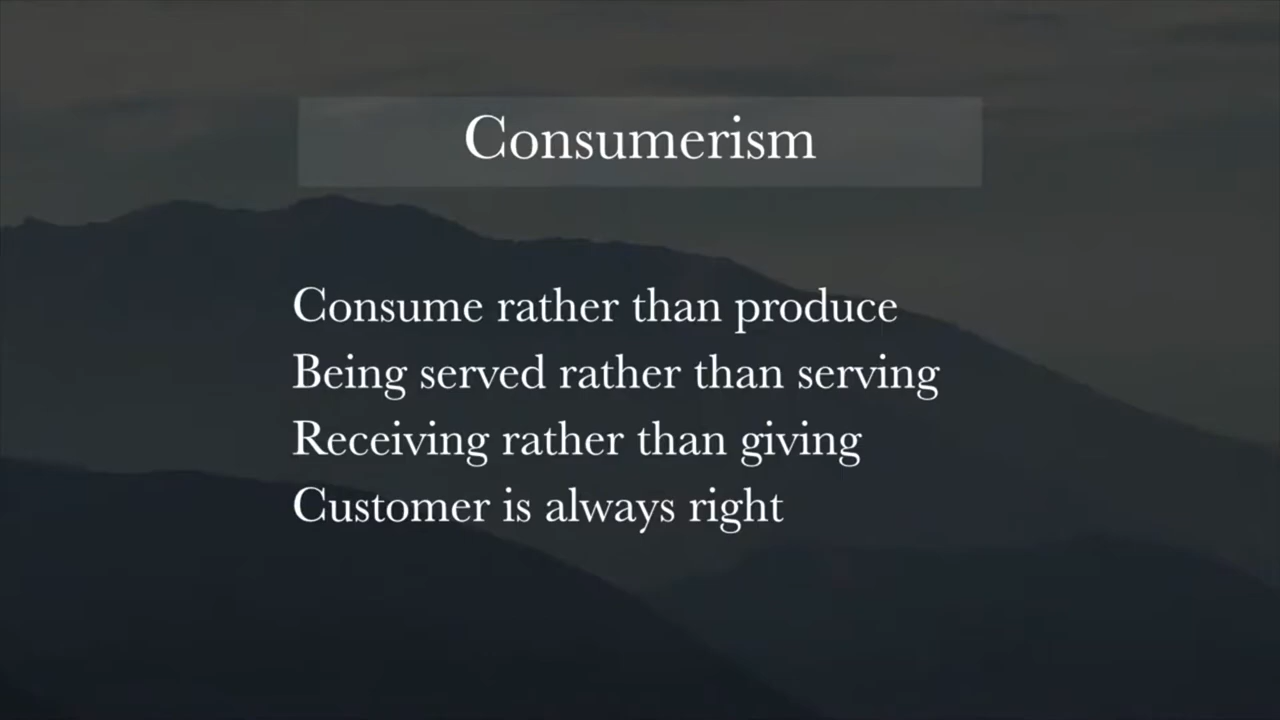 Consumerism
Consume rather than produce
Being served rather than serving
Receiving rather than giving
Customer is always right